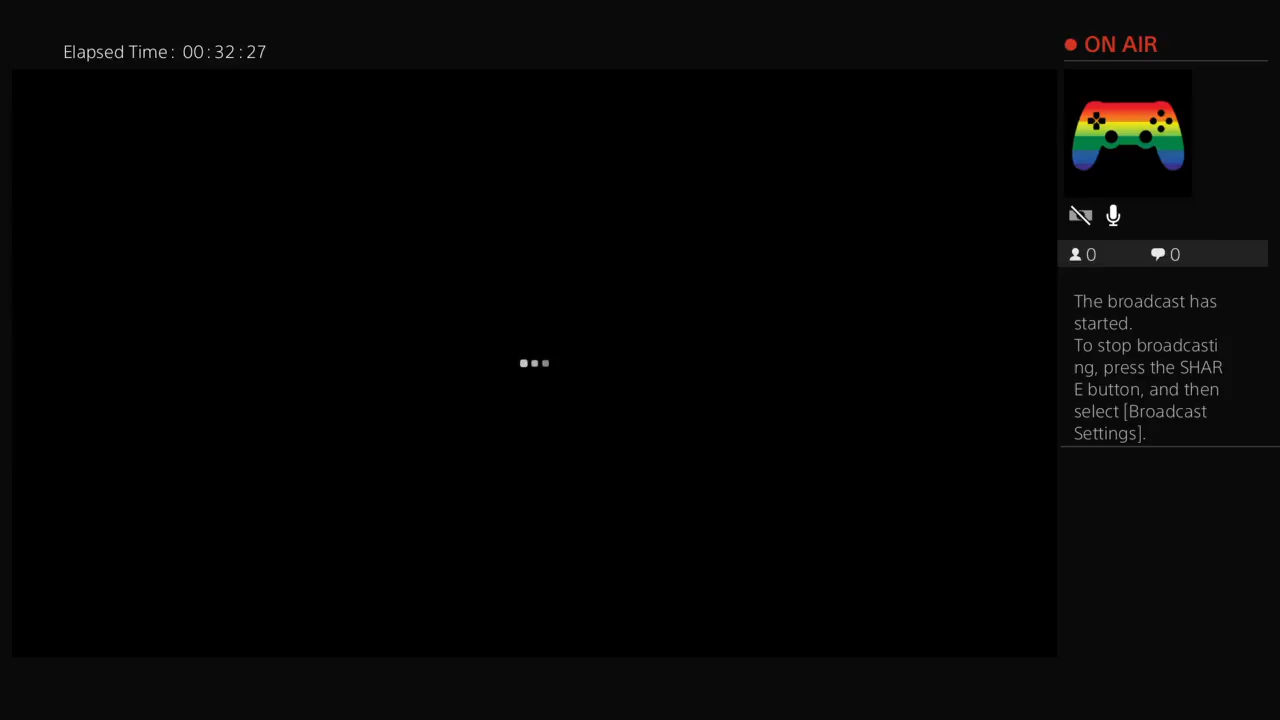 Elapsed Time: 00:32:27
ON AIR
0
0
The broadcast has
started.
To stop broadcasti
ng, press the SHAR
E button, and then
select [Broadcast
Settings].